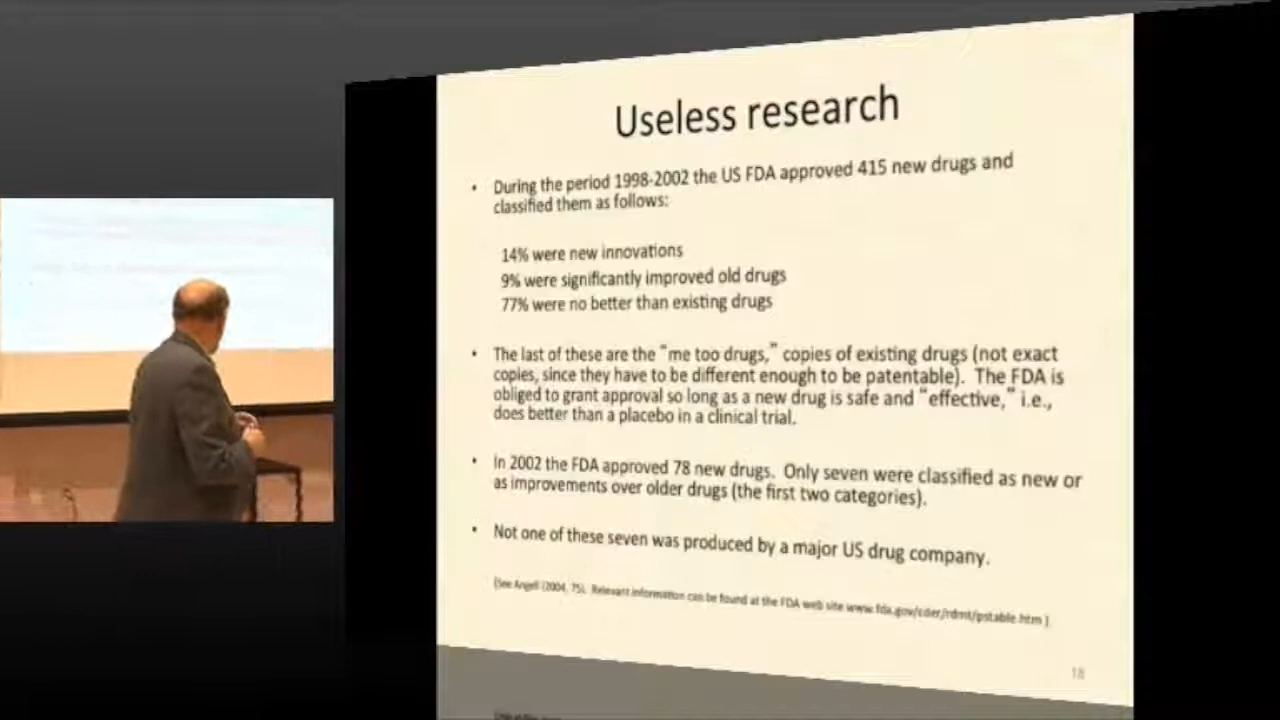 Useless research
• During the period 1998-2002 the US FDA approved 415 new drugs and
classified them as follows:
14% were new innovations
9% were significantly improved old drugs
77% were no better than existing drugs
• The last of these are the “me too drugs,” copies of existing drugs (not exact
copies, since they have to be different enough to be patentable). The FDA is
obliged to grant approval so long as a new drug is safe and “effective,” i.e.,
does better than a placebo in a clinical trial.
• In 2002 the FDA approved 78 new drugs. Only seven were classified as new or
as improvements over older drugs (the first two categories).
• Not one of these seven was produced by a major US drug company.
(See Angell (2004, 75). Relevant information can be found at the FDA web site www.fda.gov/cder/rdmt/pstable.htm )
18